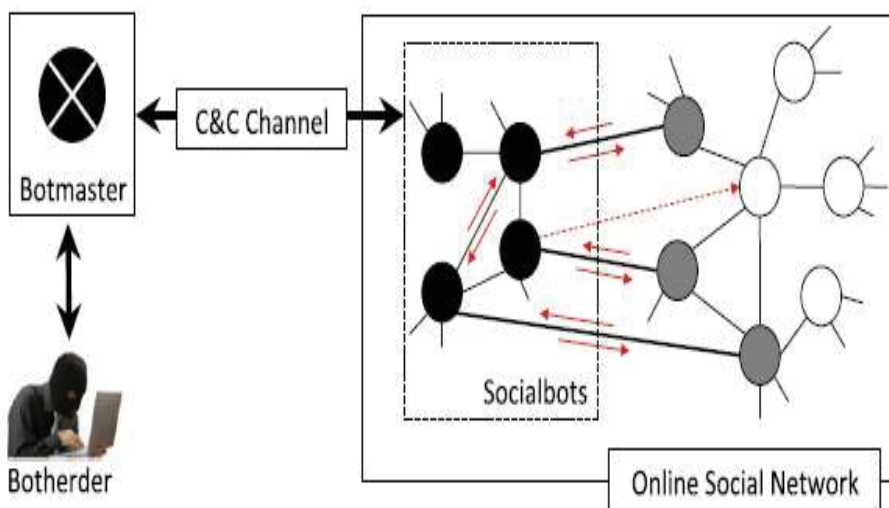 C&C Channel
Botmaster
Botherder
Socialbots
Online Social Network